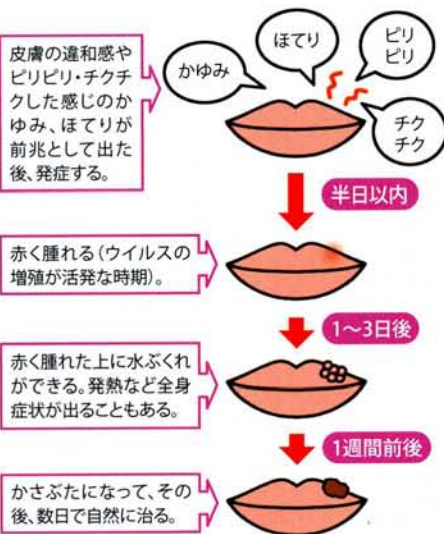 皮膚の違和感や
ピリピリ・チクチ
クした感じのか
ゆみ、ほてりが
前兆として出た
後、発症する。
かゆみ
ほてり
ピリ
ピリ
チク
チク
半日以内
赤く腫れる（ウイルスの
増殖が活発な時期）。
1〜3日後
赤く腫れた上に水ぶくれ
ができる。発熱など全身
症状が出ることもある。
1週間前後
かさぶたになって、その
後、数日で自然に治る。